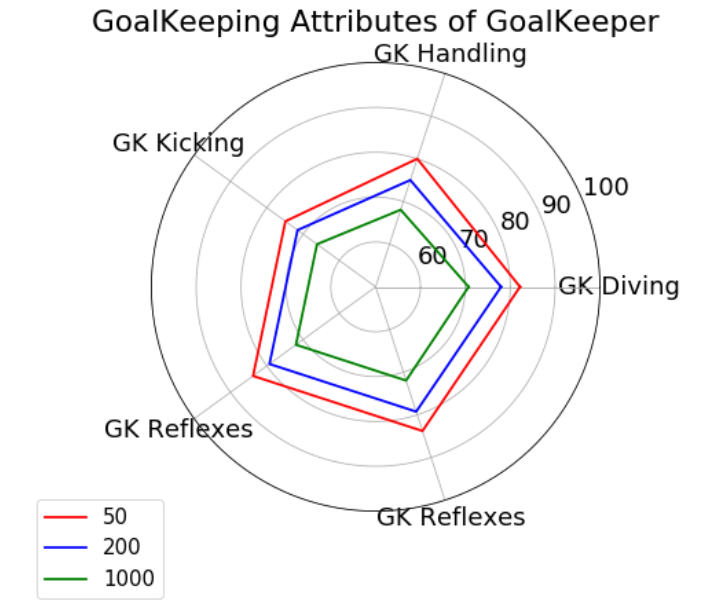 GoalKeeping Attributes of GoalKeeper
GK Handling
GK Kicking
100
90
80
70
60
GK Diving
GK Reflexes
GK Reflexes
50
200
1000